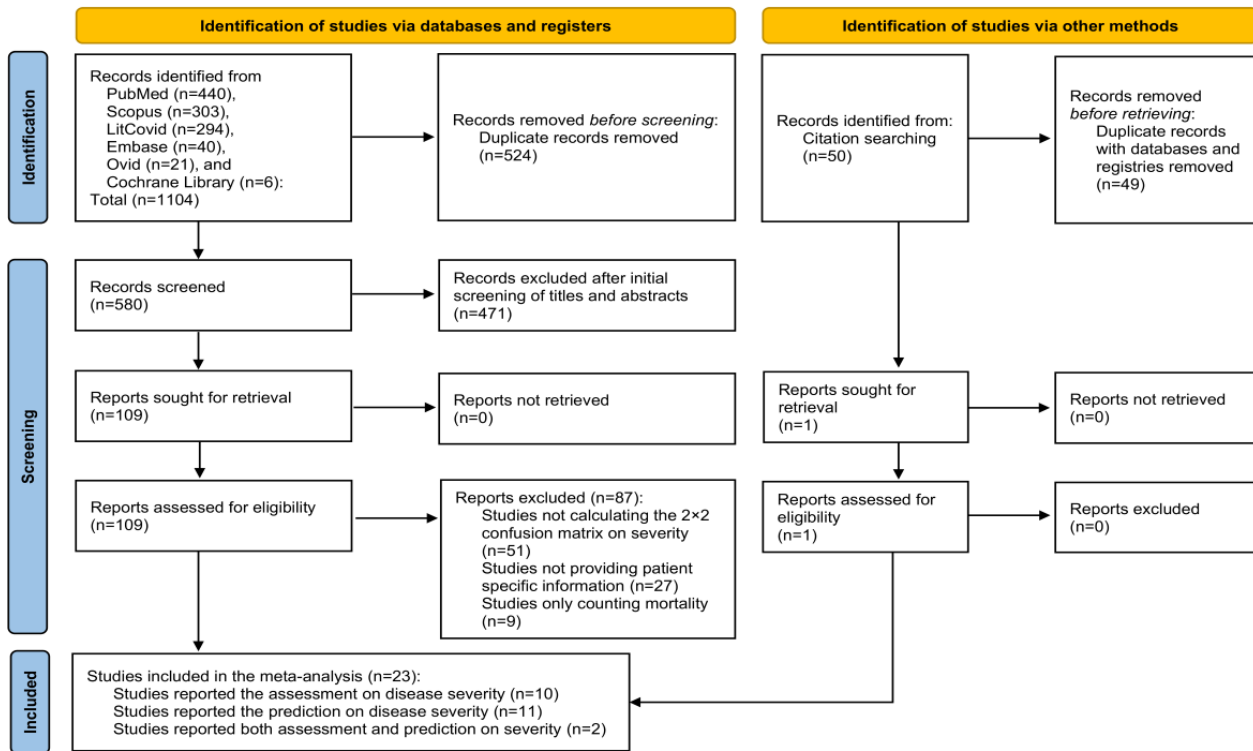 Identification of studies via databases and registers
Identification of studies via other methods
Identification
Records identified from
PubMed (n=440),
Scopus (n=303),
LitCovid (n=294),
Embase (n=40),
Ovid (n=21), and
Cochrane Library (n=6):
Total (n=1104)
Records removed before screening:
Duplicate records removed
(n=524)
Records identified from:
Citation searching
(n=50)
Records removed
before retrieving:
Duplicate records
with databases and
registries removed
(n=49)
Screening
Records screened
(n=580)
Records excluded after initial
screening of titles and abstracts
(n=471)
Reports sought for retrieval
(n=109)
Reports not retrieved
(n=0)
Reports sought for
retrieval
(n=1)
Reports not retrieved
(n=0)
Reports assessed for eligibility
(n=109)
Reports excluded (n=87):
Studies not calculating the 2×2
confusion matrix on severity
(n=51)
Studies not providing patient
specific information (n=27)
Studies only counting mortality
(n=9)
Reports assessed for
eligibility
(n=1)
Reports excluded
(n=0)
Included
Studies included in the meta-analysis (n=23):
Studies reported the assessment on disease severity (n=10)
Studies reported the prediction on disease severity (n=11)
Studies reported both assessment and prediction on severity (n=2)